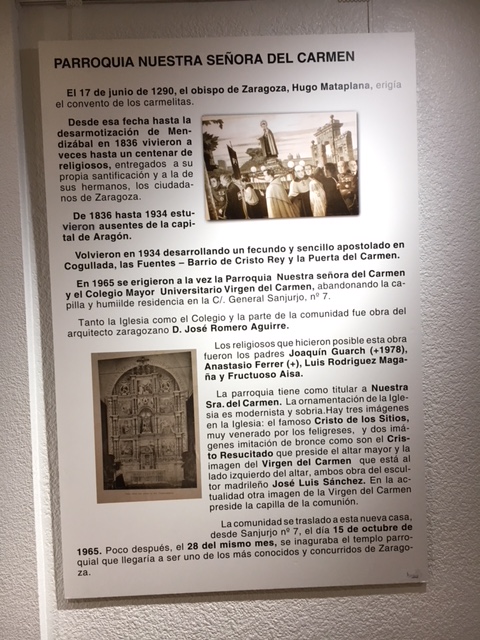 PARROQUIA NUESTRA SEÑORA DEL CARMEN
El 17 de junio de 1290, el obispo de Zaragoza, Hugo Mataplana, erigía
el convento de los carmelitas.
Desde esa fecha hasta la
desarmotización de Men-
dizábal en 1836 vivieron a
veces hasta un centenar de
religiosos, entregados a su
propia santificación y a la de
sus hermanos, los ciudada-
nos de Zaragoza.
De 1836 hasta 1934 estu-
vieron ausentes de la capi-
tal de Aragón.
Volvieron en 1934 desarrollando un fecundo y sencillo apostolado en
Cogullada, las Fuentes – Barrio de Cristo Rey y la Puerta del Carmen.
En 1965 se erigieron a la vez la Parroquia Nuestra señora del Carmen
y el Colegio Mayor Universitario Virgen del Carmen, abandonando la ca-
pilla y humiilde residencia en la C/. General Sanjurjo, nº 7.
Tanto la Iglesia como el Colegio y la parte de la comunidad fue obra del
arquitecto zaragozano D. José Romero Aguirre.
Los religiosos que hicieron posible esta obra
fueron los padres Joaquín Guarch (+1978),
Anastasio Ferrer (+), Luis Rodriguez Maga-
ña y Fructuoso Aisa.
La parroquia tiene como titular a Nuestra
Sra. del Carmen. La ornamentación de la Igle-
sia es modernista y sobria.Hay tres imágenes
en la Iglesia: el famoso Cristo de los Sitios,
muy venerado por los feligreses, y dos imá-
genes imitación de bronce como son el Cris-
to Resucitado que preside el altar mayor y la
imagen del Virgen del Carmen que está al
lado izquierdo del altar, ambos obra del escul-
tor madrileño José Luis Sánchez. En la ac-
tualidad otra imagen de la Virgen del Carmen
preside la capilla de la comunión.
La comunidad se traslado a esta nueva casa,
desde Sanjurjo nº 7, el día 15 de octubre de
1965. Poco después, el 28 del mismo mes, se inaguraba el templo parro-
quial que llegaría a ser uno de los más conocidos y concurridos de Zarago-
za.